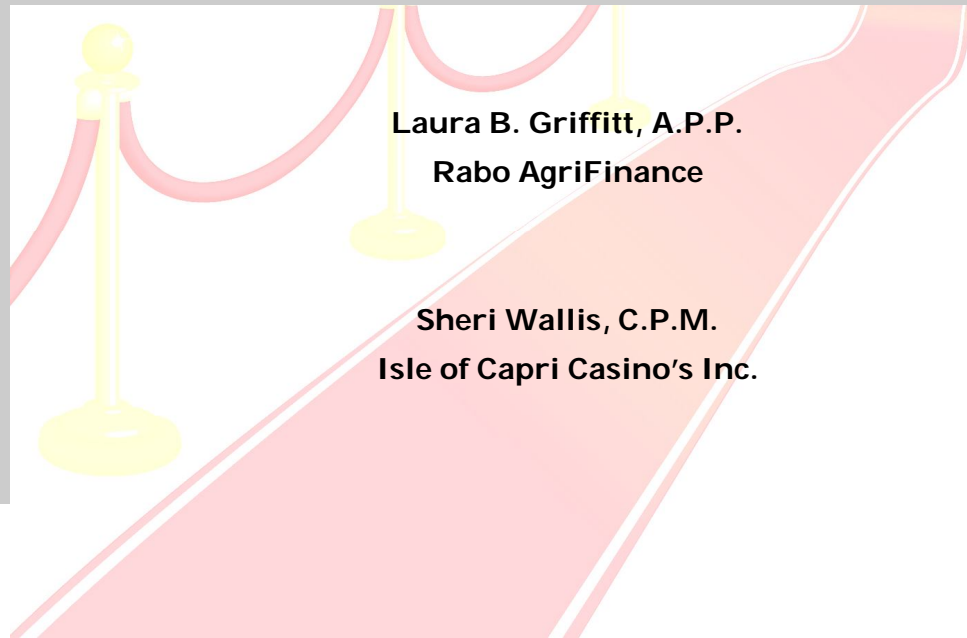 Laura B. Griffitt, A.P.P.
Rabo AgriFinance
Sheri Wallis, C.P.M.
Isle of Capri Casino's Inc.